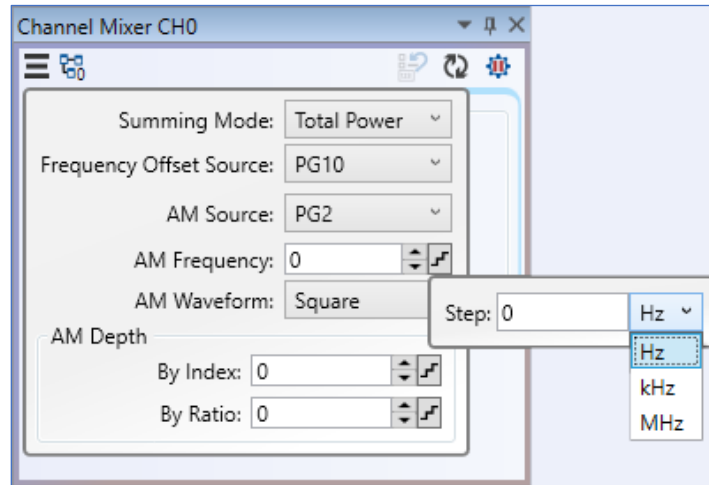 Channel Mixer CH0
0
Summing Mode: Total Power
Frequency Offset Source: PG10
AM Source: PG2
AM Frequency: 0
AM Waveform: Square
Step: 0 Hz
Hz
kHz
MHz
AM Depth
By Index: 0
By Ratio: 0